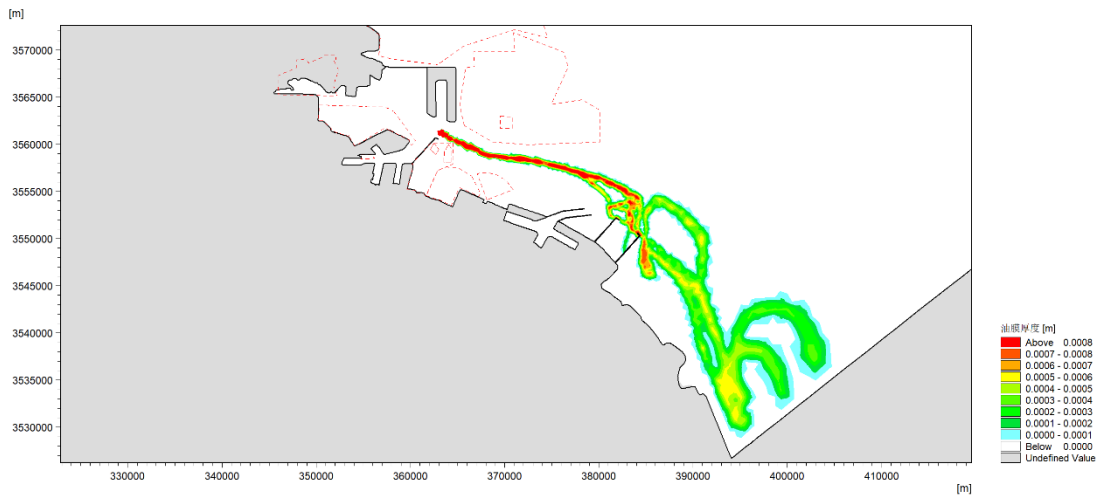 [m]
3570000
3565000
3560000
3555000
3550000
3545000
3540000
3535000
3530000
330000 340000 350000 360000 370000 380000 390000 400000 410000
[m]
油膜厚度 [m]
Above 0.0008
0.0007 - 0.0008
0.0006 - 0.0007
0.0005 - 0.0006
0.0004 - 0.0005
0.0003 - 0.0004
0.0002 - 0.0003
0.0001 - 0.0002
0.0000 - 0.0001
Below 0.0000
Undefined Value